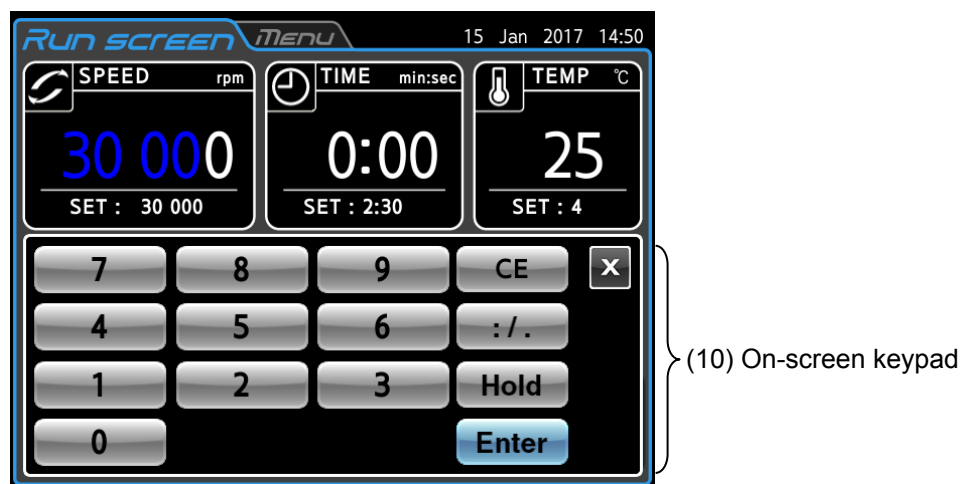 Run screen Menu 15 Jan 2017 14:50
SPEED rpm TIME min:sec TEMP ℃
30 000 0:00 25
SET : 30 000 SET : 2:30 SET : 4
7 8 9 CE X
4 5 6 :/.
(10) On-screen keypad
1 2 3 Hold
0 Enter